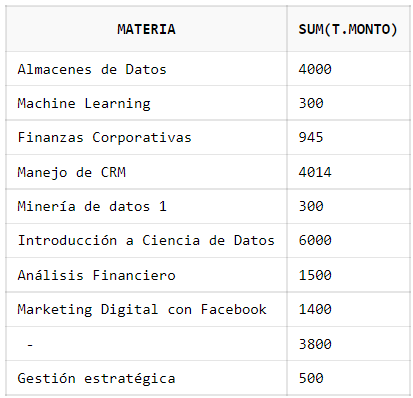 MATERIA SUM(T.MONTO)
Almacenes de Datos 4000
Machine Learning 300
Finanzas Corporativas 945
Manejo de CRM 4014
Minería de datos 1 300
Introducción a Ciencia de Datos 6000
Análisis Financiero 1500
Marketing Digital con Facebook 1400
- 3800
Gestión estratégica 500